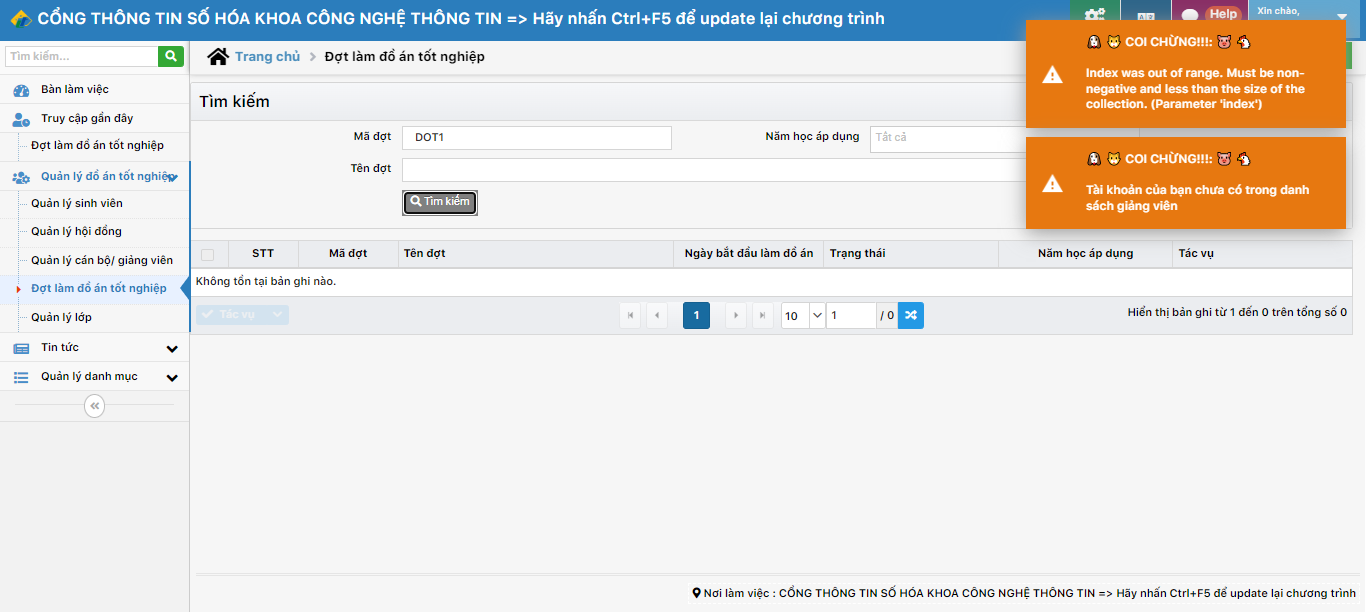 CỔNG THÔNG TIN SỐ HÓA KHOA CÔNG NGHỆ THÔNG TIN => Hãy nhấn Ctrl+F5 để update lại chương trình
Help
Xin chào,
Tìm kiếm...
Trang chủ
Đợt làm đồ án tốt nghiệp
COI CHỪNG!!!:
Index was out of range. Must be non-
negative and less than the size of the
collection. (Parameter 'index')
COI CHỪNG!!!:
Tài khoản của bạn chưa có trong danh
sách giảng viên
Bàn làm việc
Truy cập gần đây
Đợt làm đồ án tốt nghiệp
Quản lý đồ án tốt nghiệp
Quản lý sinh viên
Quản lý hội đồng
Quản lý cán bộ/ giảng viên
Đợt làm đồ án tốt nghiệp
Quản lý lớp
Tin tức
Quản lý danh mục
Tìm kiếm
Mã đợt
DOT1
Năm học áp dụng
Tất cả
Tên đợt
Tìm kiếm
STT
Mã đợt
Tên đợt
Ngày bắt đầu làm đồ án
Trạng thái
Năm học áp dụng
Tác vụ
Không tồn tại bản ghi nào.
Tác vụ
1
10
1
/ 0
Hiển thị bản ghi từ 1 đến 0 trên tổng số 0
Nơi làm việc : CỔNG THÔNG TIN SỐ HÓA KHOA CÔNG NGHỆ THÔNG TIN => Hãy nhấn Ctrl+F5 để update lại chương trình